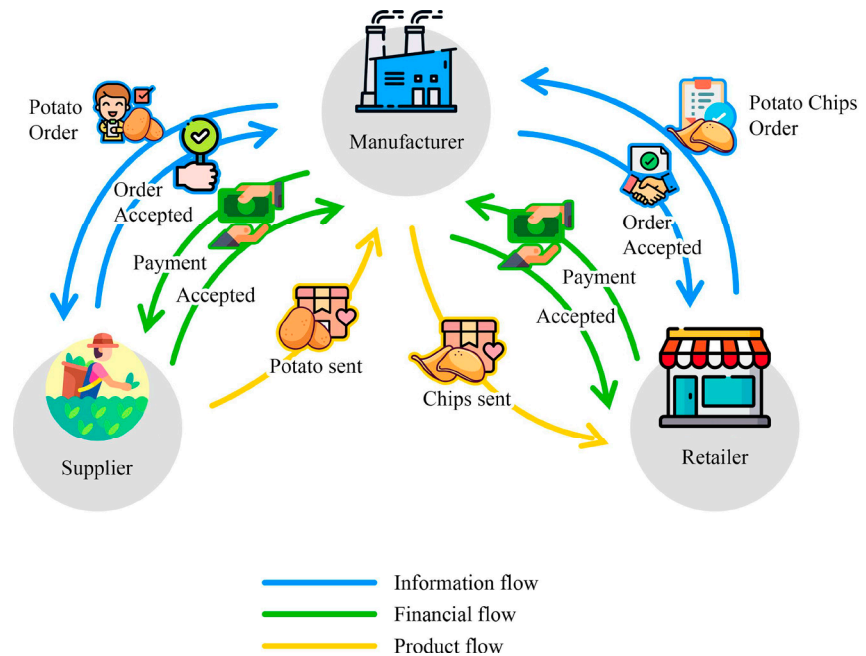 Potato
Order
Manufacturer
Potato Chips
Order
Order
Accepted
Order
Accepted
Payment
Accepted
Payment
Accepted
Potato sent
Chips sent
Supplier
Retailer
Information flow
Financial flow
Product flow